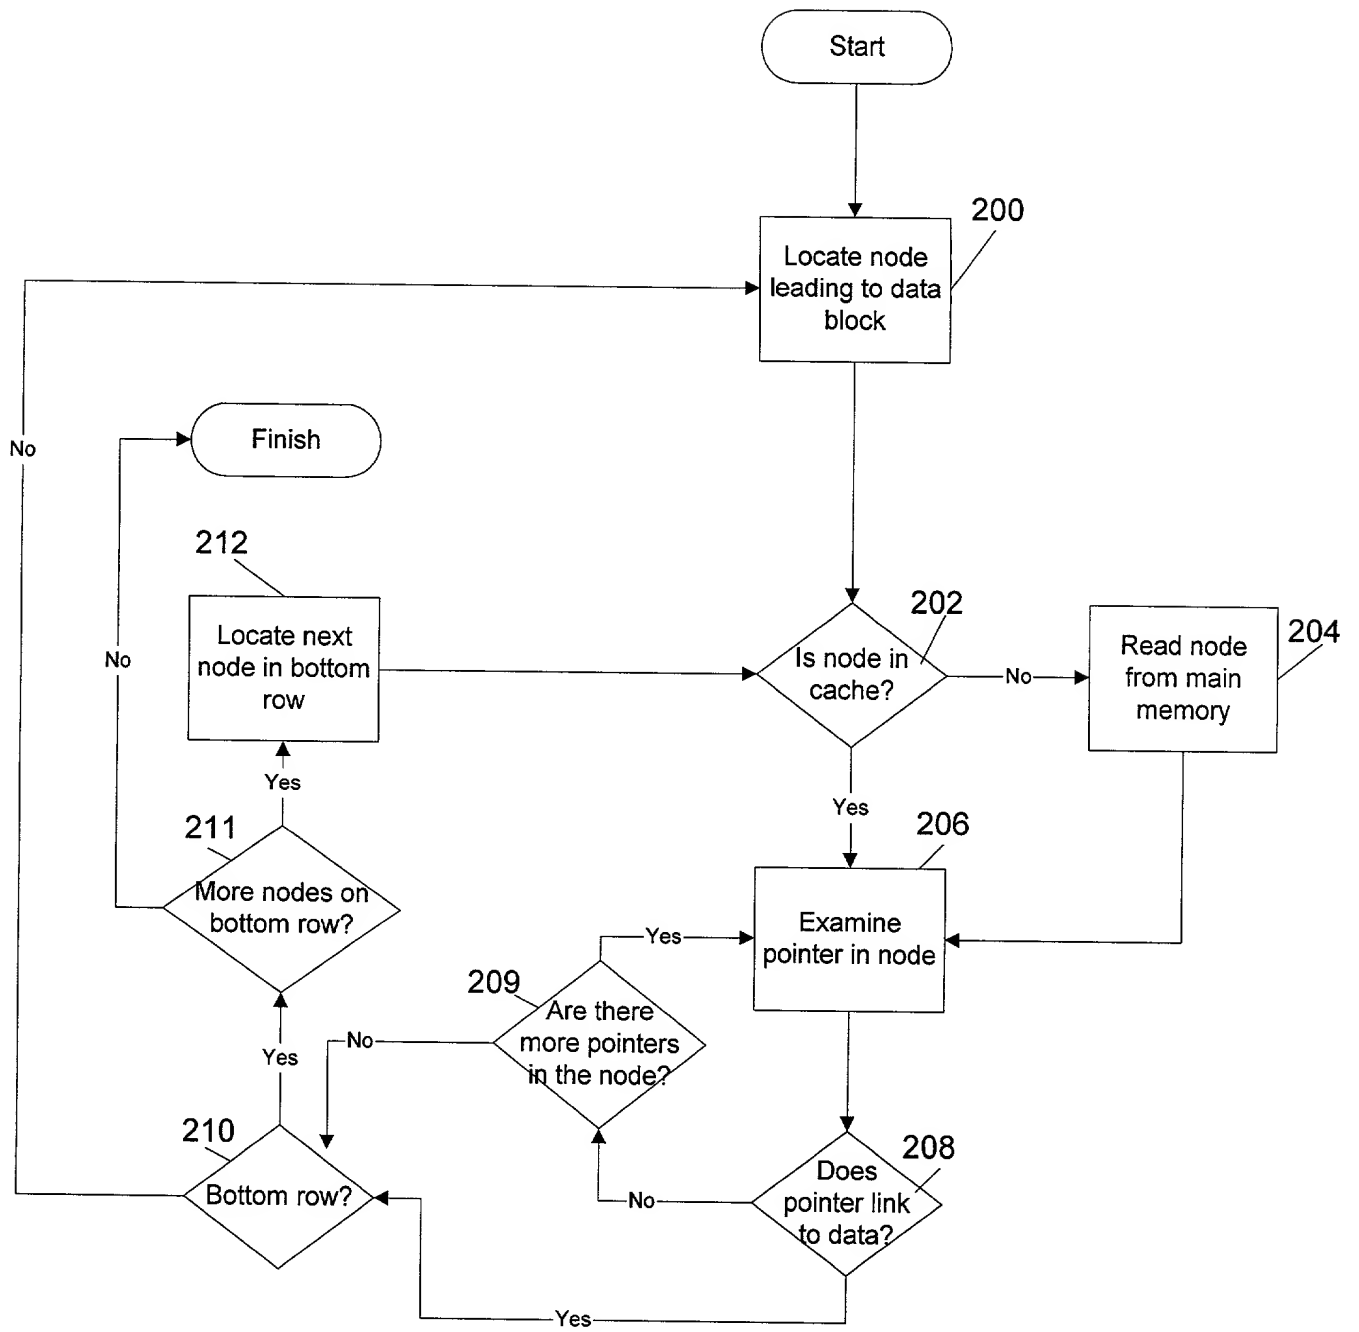 Start
200
Locate node
leading to data
block
No
Finish
212
Locate next
node in bottom
row
202
Is node in
cache?
No
Read node
from main
memory
204
No
Yes
Yes
211
206
More nodes on
bottom row?
Examine
pointer in node
Yes
209
Are there
more pointers
in the node?
No
Yes
210
Bottom row?
208
Does
pointer link
to data?
No
Yes